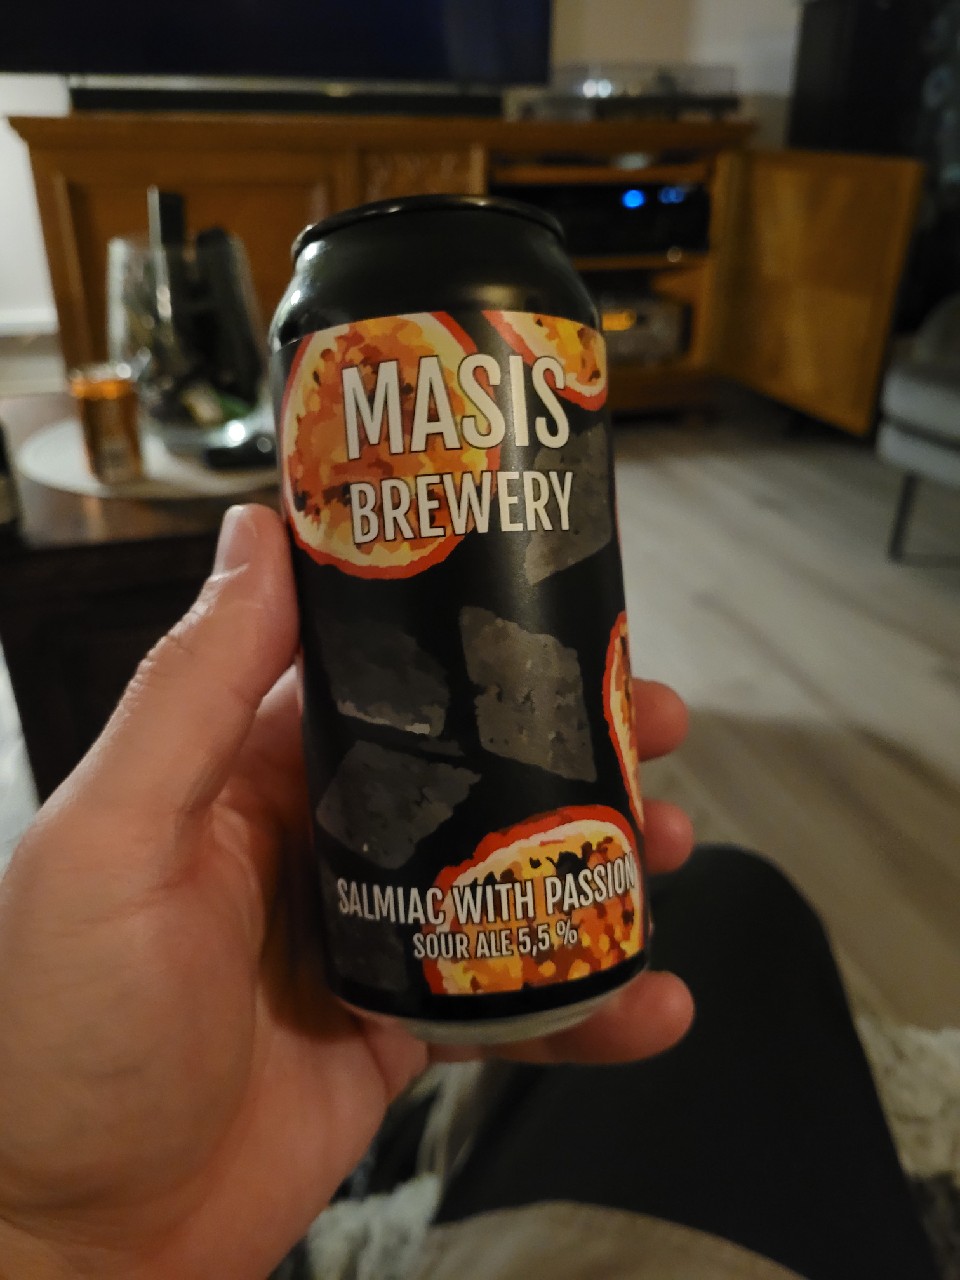 MASIS
BREWERY
SALMIAC WITH PASSION
SOUR ALE 5,5 %